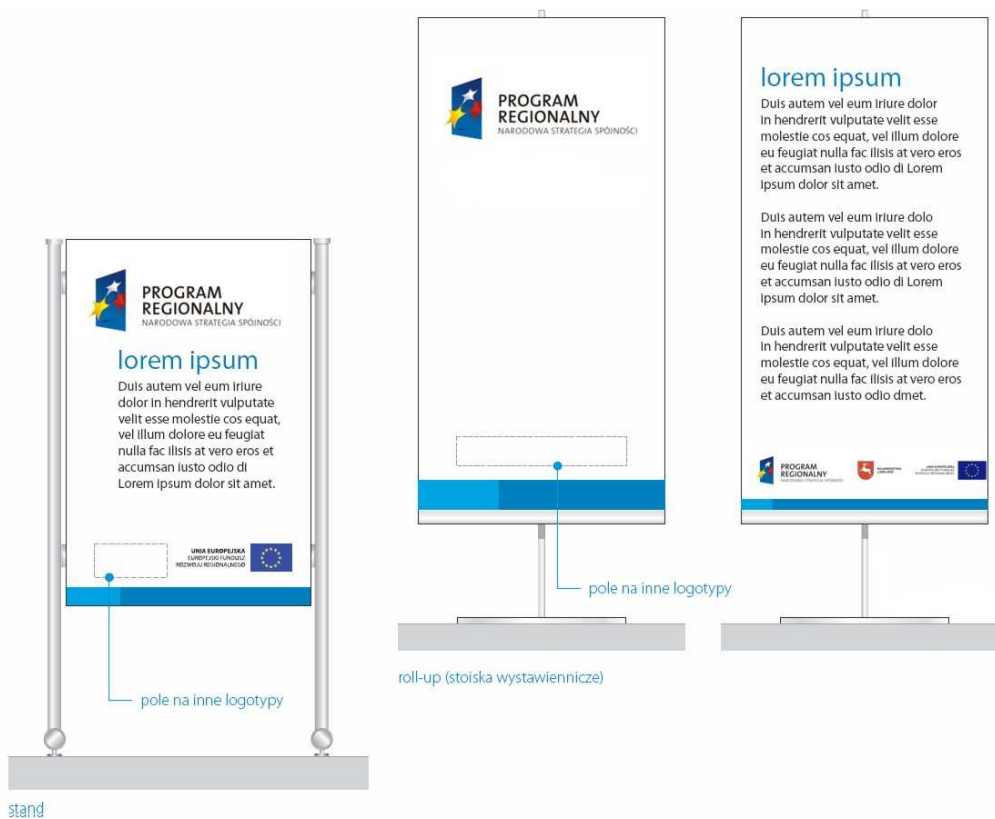 PROGRAM
REGIONALNY
NARODOWA STRATEGIA SPÓJNOŚCI
lorem ipsum
Duis autem vel eum iriure
dolor in hendrerit vulputate
velit esse molestie cos equat,
vel illum dolore eu feugiat
nulla fac ilisis at vero eros et
accumsan iusto odio di
Lorem ipsum dolor sit amet.
UNIA EUROPEJSKA
EUROPEJSKI FUNDUSZ
ROZWOJU REGIONALNEGO
pole na inne logotypy
stand
PROGRAM
REGIONALNY
NARODOWA STRATEGIA SPÓJNOŚCI
pole na inne logotypy
roll-up (stoiska wystawiennicze)
lorem ipsum
Duis autem vel eum iriure dolor
in hendrerit vulputate velit esse
molestie cos equat, vel illum dolore
eu feugiat nulla fac ilisis at vero eros
et accumsan iusto odio di Lorem
ipsum dolor sit amet.
Duis autem vel eum iriure dolo
in hendrerit vulputate velit esse
molestie cos equat, vel illum dolore
eu feugiat nulla fac ilisis at vero eros
et accumsan iusto odio di Lorem
ipsum dolor sit amet.
Duis autem vel eum iriure dolo
in hendrerit vulputate velit esse
molestie cos equat, vel illum dolore
eu feugiat nulla fac ilisis at vero eros
et accumsan iusto odio dmet.
PROGRAM
REGIONALNY
NARODOWA STRATEGIA SPÓJNOŚCI